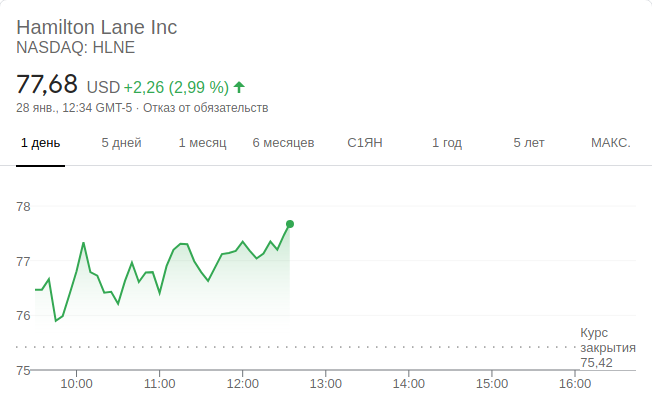 Hamilton Lane Inc
NASDAQ: HLNE
77,68 USD +2,26 (2,99 %)
28 янв., 12:34 GMT-5 · Отказ от обязательств
1 день 5 дней 1 месяц 6 месяцев С1ЯН 1 год 5 лет МАКС.
78
77
76
75
Курс
закрытия
75,42
10:00 11:00 12:00 13:00 14:00 15:00 16:00